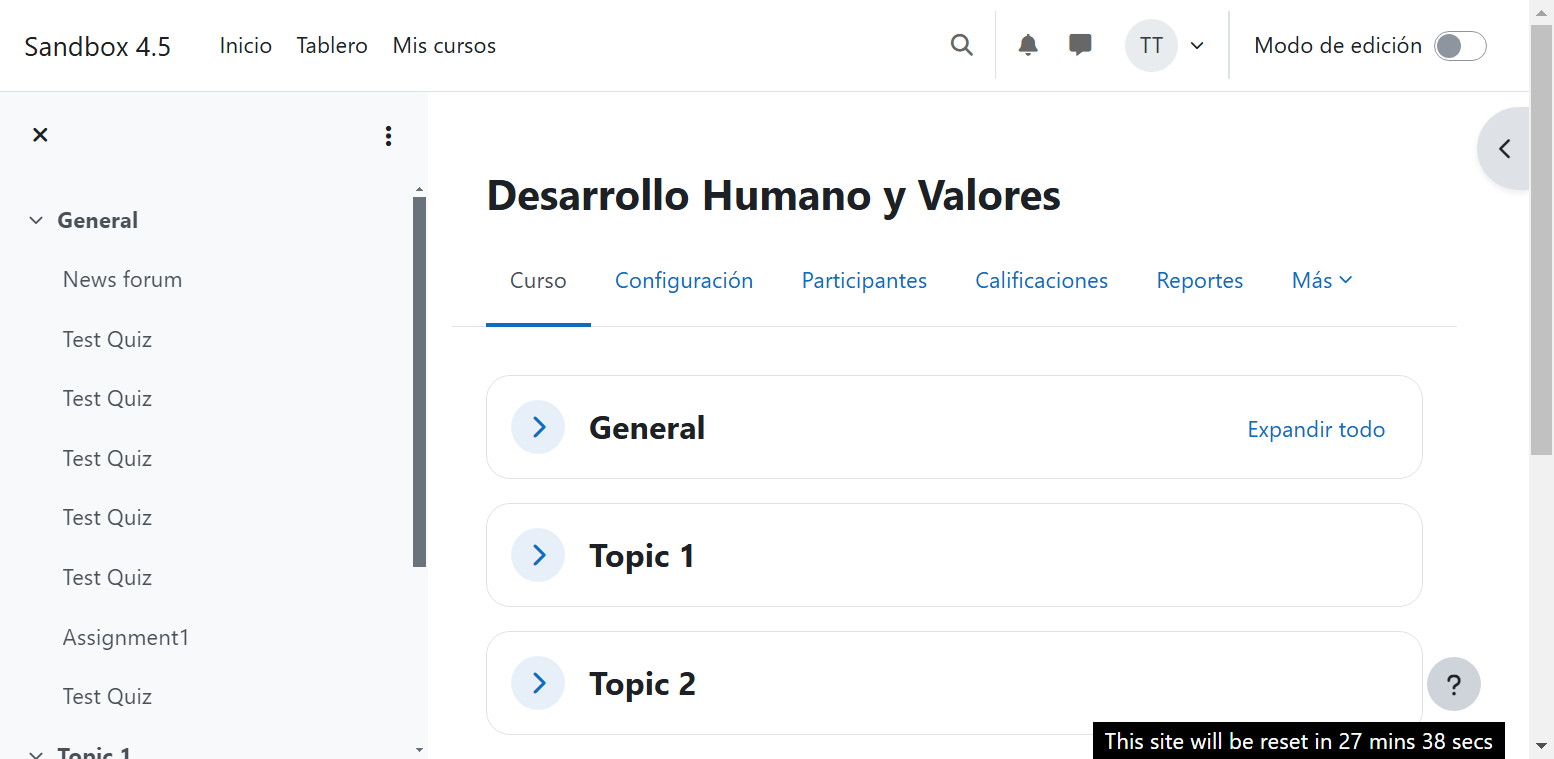 Sandbox 4.5 Inicio Tablero Mis cursos TT Modo de edición
General
News forum
Test Quiz
Test Quiz
Test Quiz
Test Quiz
Test Quiz
Assignment1
Test Quiz
Topic 1
Desarrollo Humano y Valores
Curso Configuración Participantes Calificaciones Reportes Más
General Expandir todo
Topic 1
Topic 2
?
This site will be reset in 27 mins 38 secs